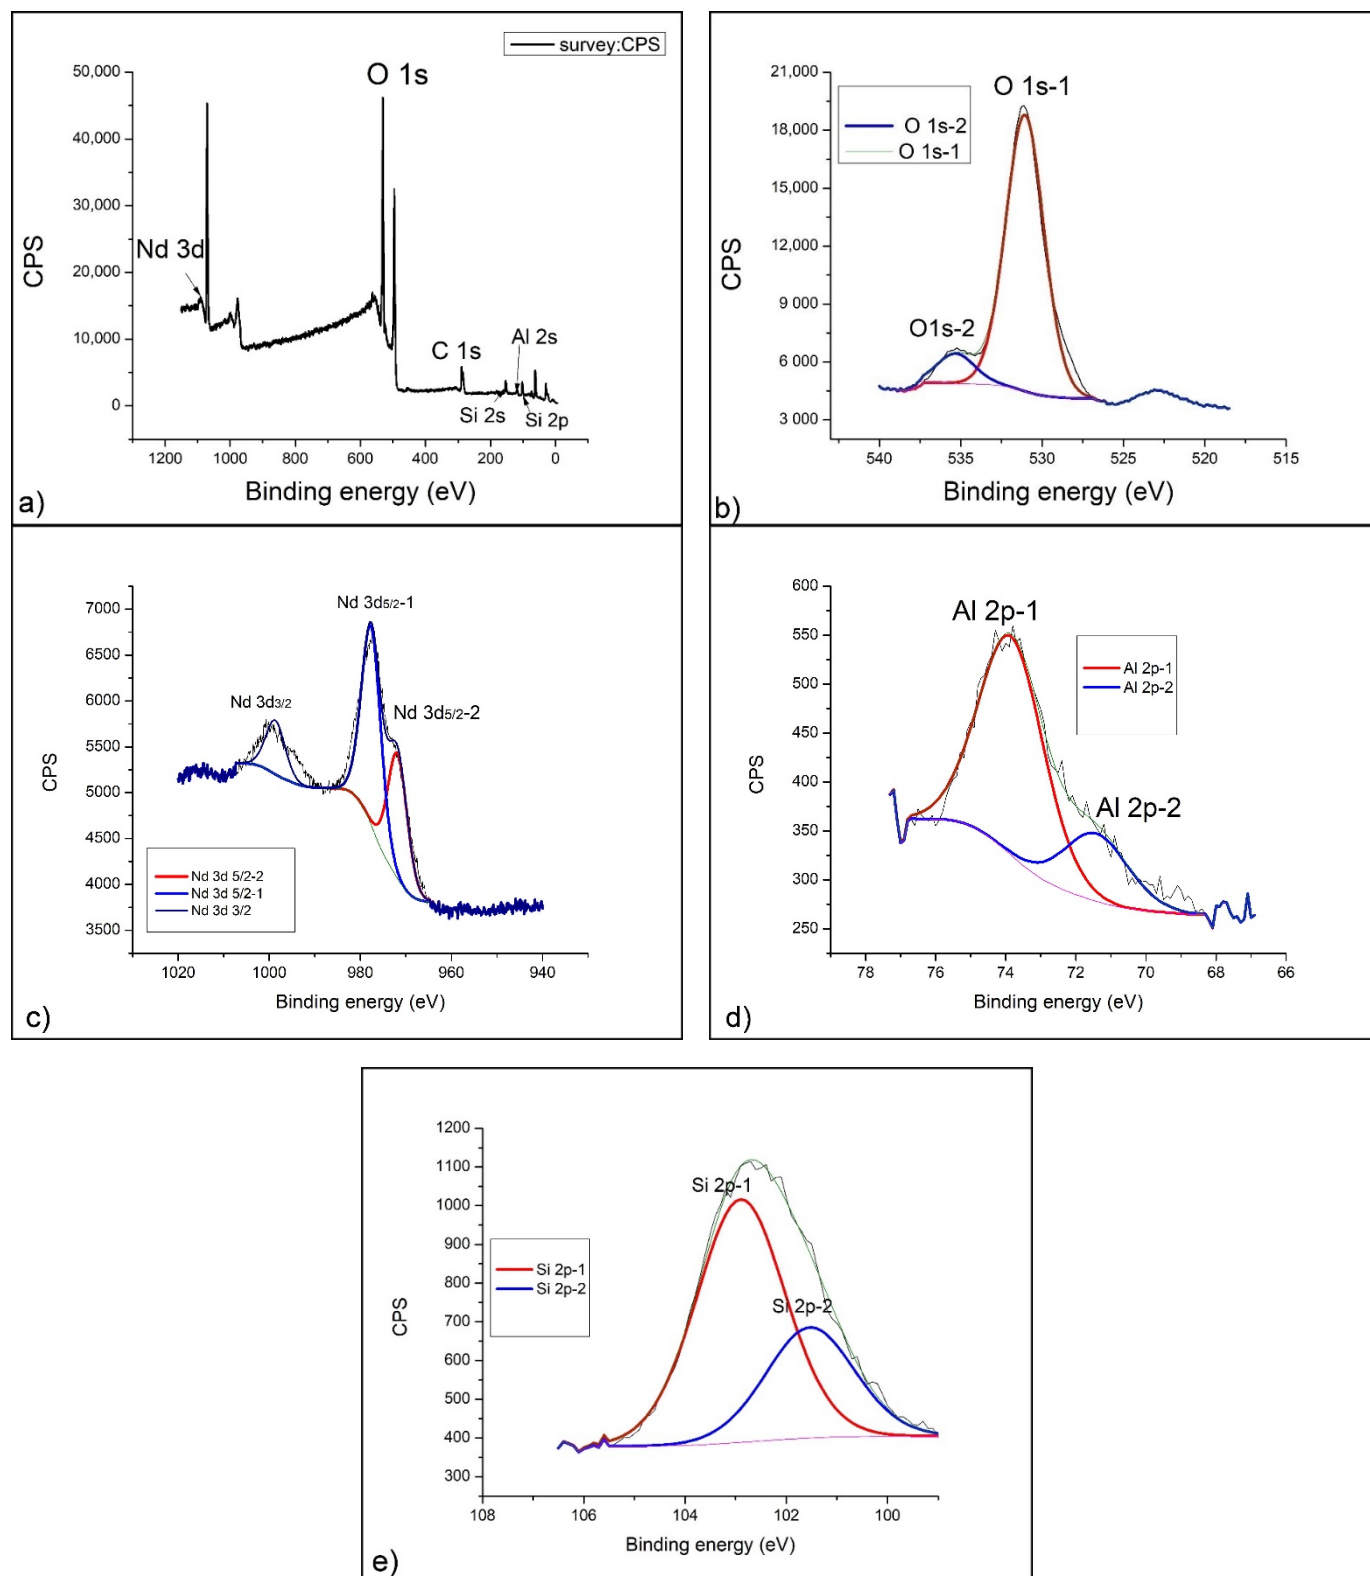 survey:CPS
O 1s
Nd 3d
C 1s
Al 2s
Si 2s
Si 2p
CPS
50,000
40,000
30,000
20,000
10,000
0
1200 1000 800 600 400 200 0
Binding energy (eV)
a)
O 1s-1
O 1s-2
O 1s-1
O1s-2
CPS
21,000
18,000
15,000
12,000
9 000
6 000
3 000
540 535 530 525 520 515
Binding energy (eV)
b)
Nd 3d5/2-1
Nd 3d3/2
Nd 3d5/2-2
CPS
7000
6500
6000
5500
5000
4500
4000
3500
Nd 3d 5/2-2
Nd 3d 5/2-1
Nd 3d 3/2
1020 1000 980 960 940
Binding energy (eV)
c)
Al 2p-1
Al 2p-2
Al 2p-1
Al 2p-2
CPS
600
550
500
450
400
350
300
250
78 76 74 72 70 68 66
Binding energy (eV)
d)
Si 2p-1
Si 2p-2
Si 2p-1
Si 2p-2
CPS
1200
1100
1000
900
800
700
600
500
400
300
108 106 104 102 100
Binding energy (eV)
e)